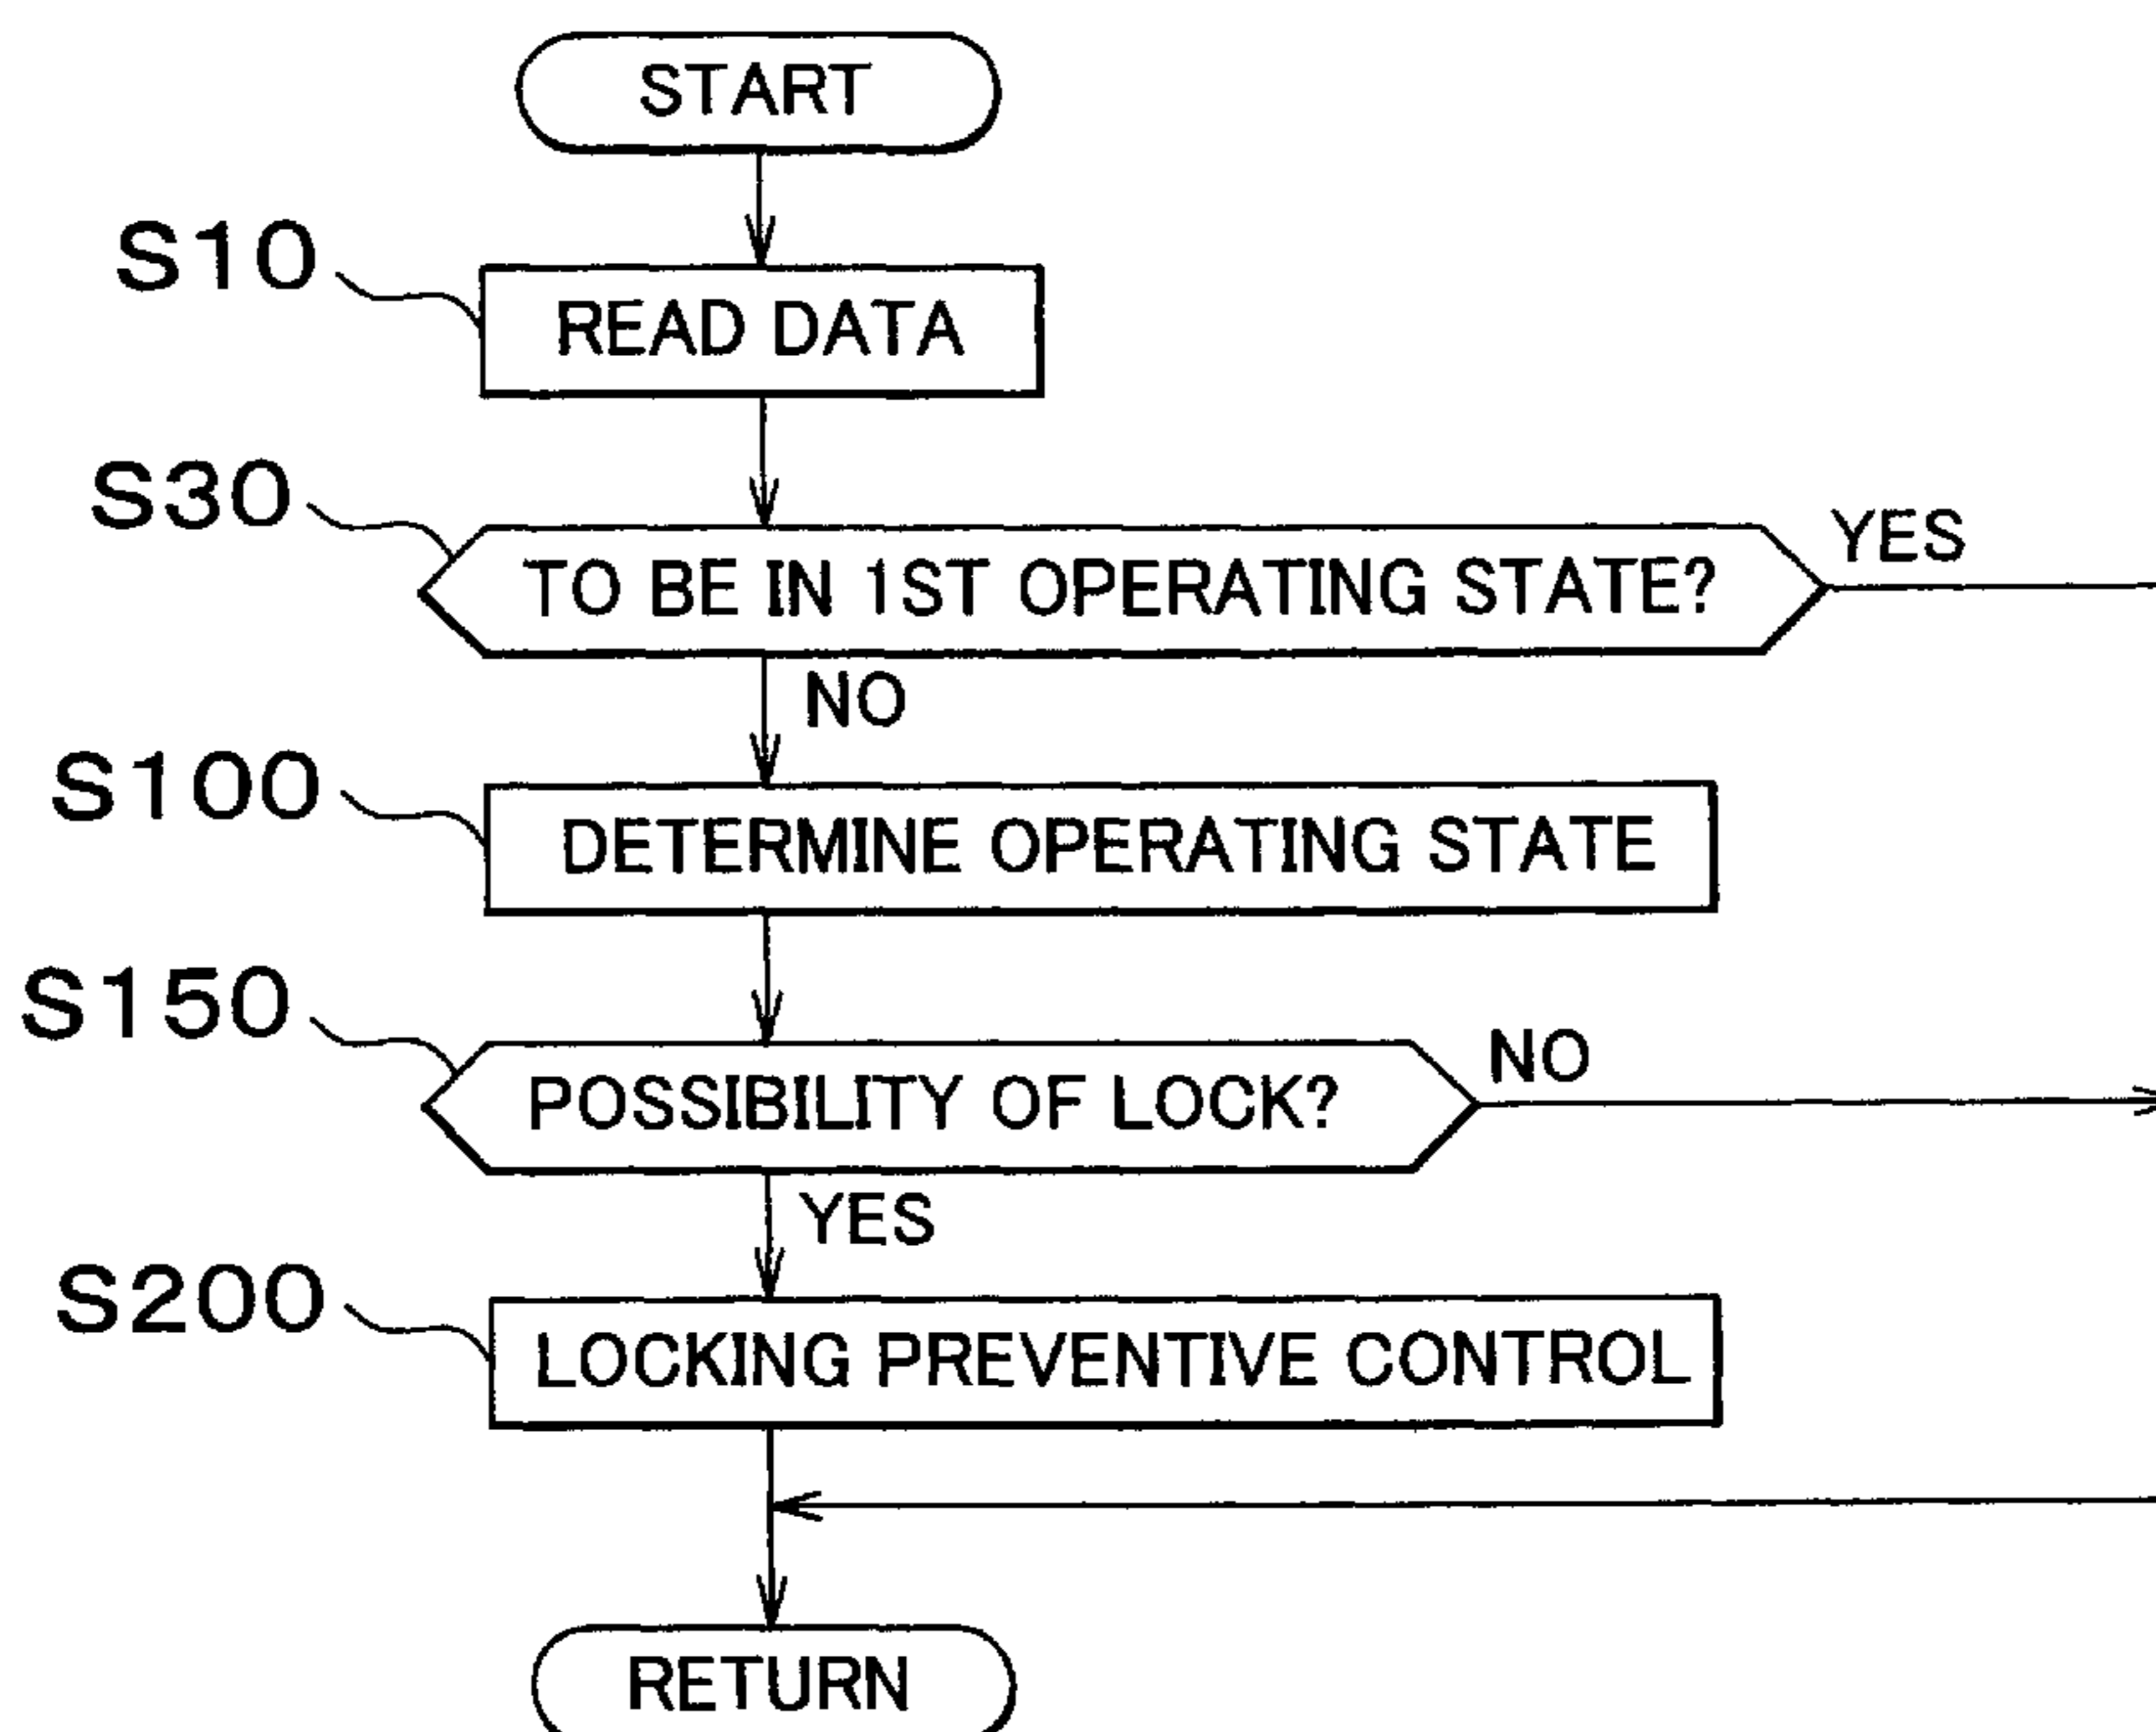 START
S10
READ DATA
S30
TO BE IN 1ST OPERATING STATE?
YES
NO
S100
DETERMINE OPERATING STATE
S150
POSSIBILITY OF LOCK?
NO
YES
S200
LOCKING PREVENTIVE CONTROL
RETURN